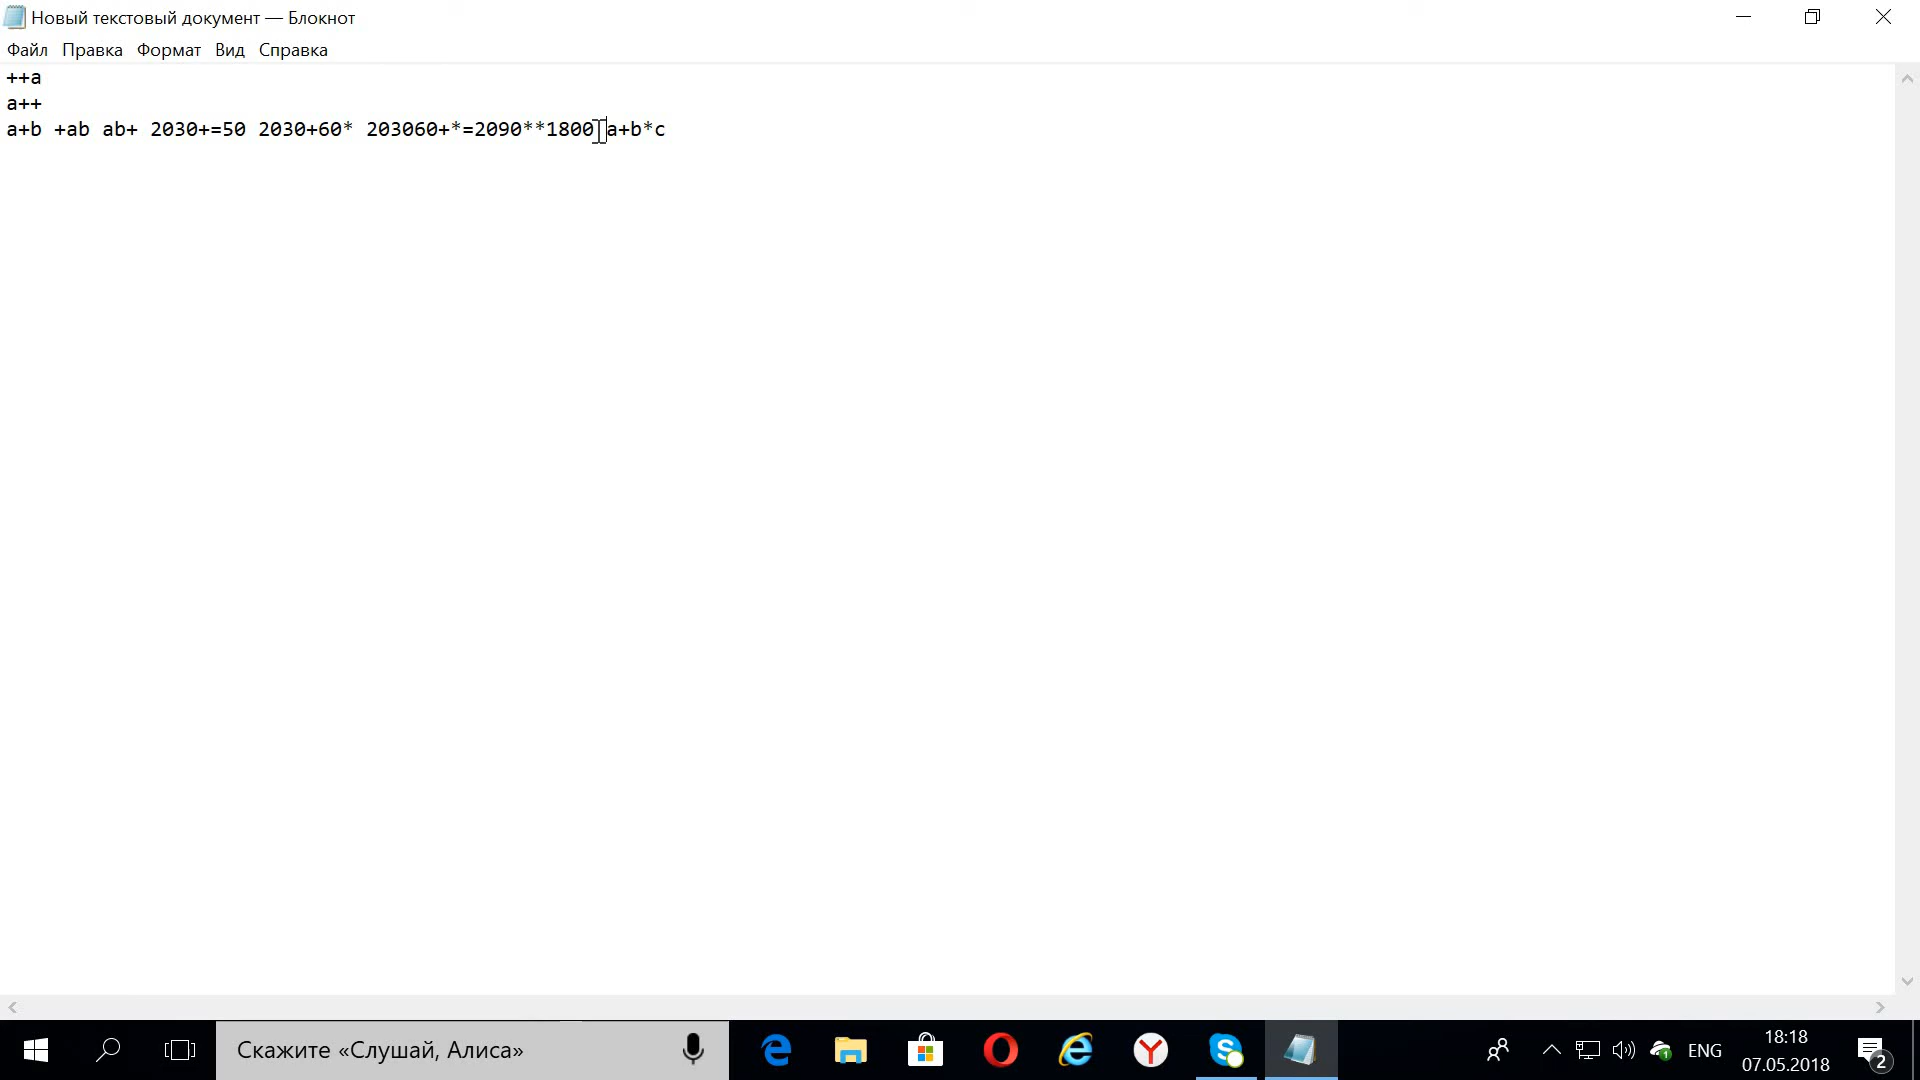 Новый текстовый документ — Блокнот
Файл Правка Формат Вид Справка
++a
a++
a+b +ab ab+ 2030+=50 2030+60* 203060+*=2090**1800 a+b*c
Скажите «Слушай, Алиса»
ENG
18:18
07.05.2018
2